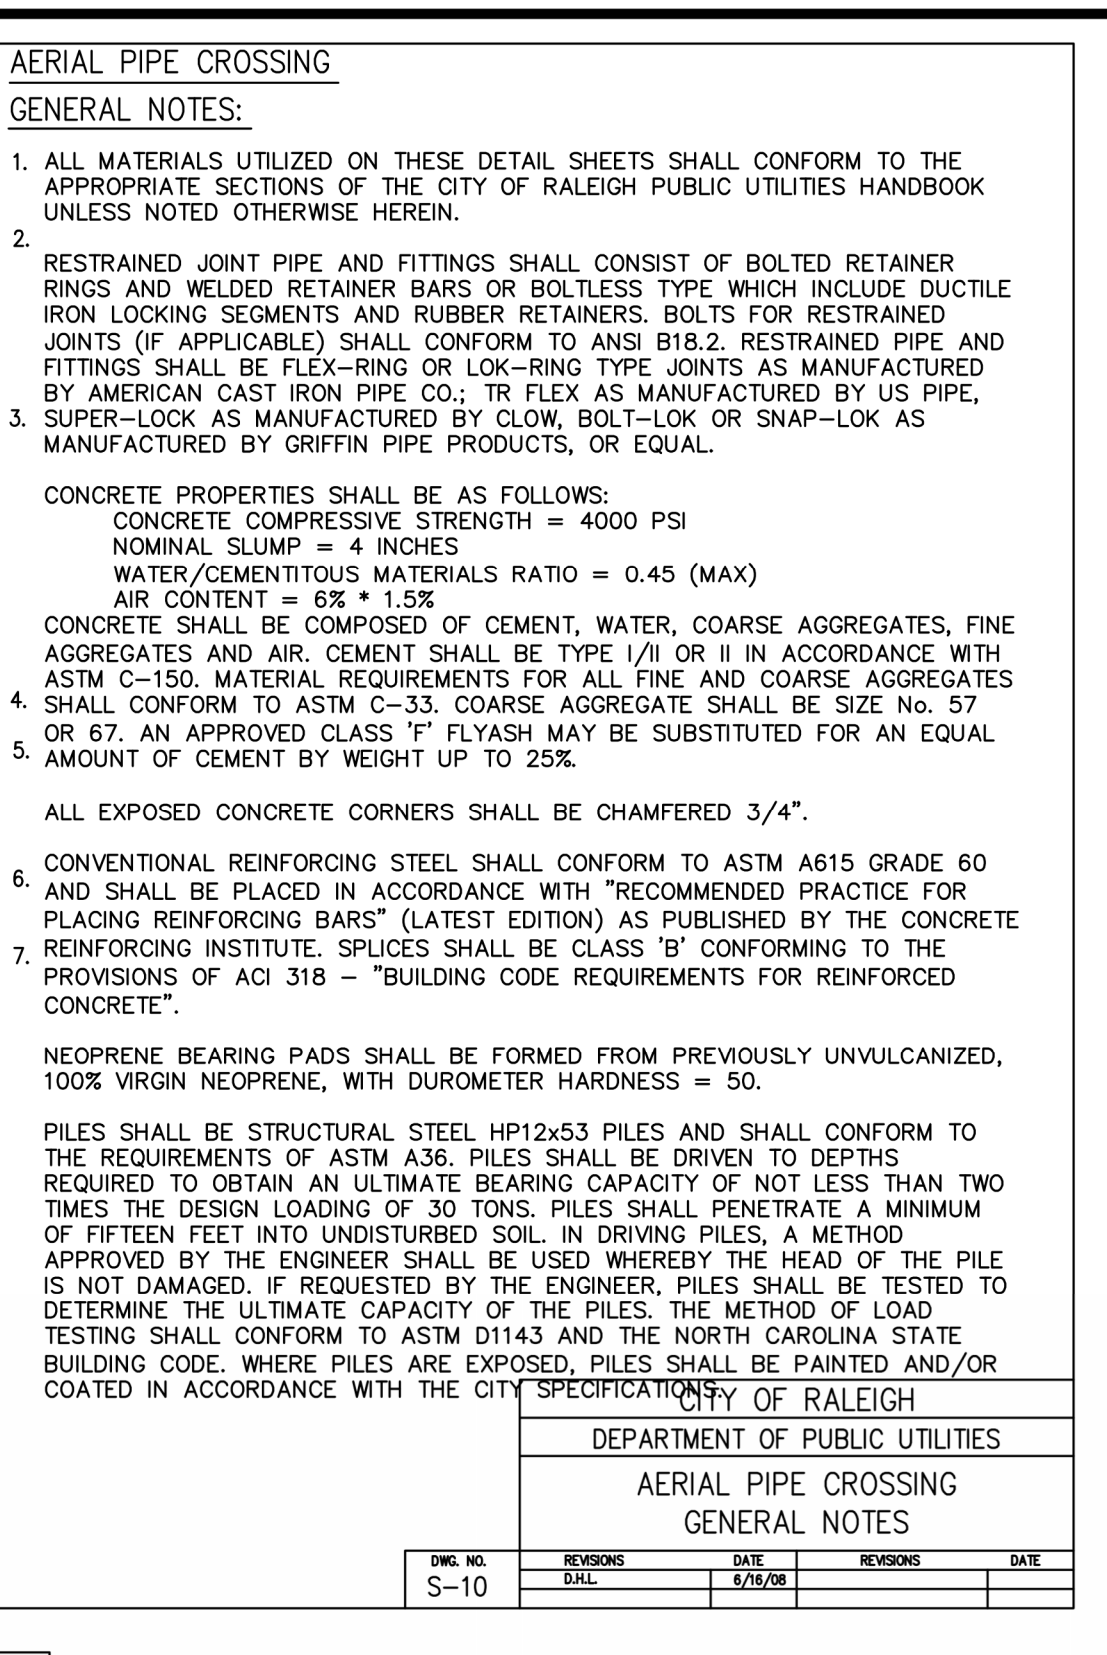 AERIAL PIPE CROSSING
GENERAL NOTES:
1. ALL MATERIALS UTILIZED ON THESE DETAIL SHEETS SHALL CONFORM TO THE
APPROPRIATE SECTIONS OF THE CITY OF RALEIGH PUBLIC UTILITIES HANDBOOK
UNLESS NOTED OTHERWISE HEREIN.
2.
RESTRAINED JOINT PIPE AND FITTINGS SHALL CONSIST OF BOLTED RETAINER
RINGS AND WELDED RETAINER BARS OR BOLTLESS TYPE WHICH INCLUDE DUCTILE
IRON LOCKING SEGMENTS AND RUBBER RETAINERS. BOLTS FOR RESTRAINED
JOINTS (IF APPLICABLE) SHALL CONFORM TO ANSI B18.2. RESTRAINED PIPE AND
FITTINGS SHALL BE FLEX-RING OR LOK-RING TYPE JOINTS AS MANUFACTURED
BY AMERICAN CAST IRON PIPE CO.; TR FLEX AS MANUFACTURED BY US PIPE,
3. SUPER-LOCK AS MANUFACTURED BY CLOW, BOLT-LOK OR SNAP-LOK AS
MANUFACTURED BY GRIFFIN PIPE PRODUCTS, OR EQUAL.
CONCRETE PROPERTIES SHALL BE AS FOLLOWS:
CONCRETE COMPRESSIVE STRENGTH = 4000 PSI
NOMINAL SLUMP = 4 INCHES
WATER/CEMENTITOUS MATERIALS RATIO = 0.45 (MAX)
AIR CONTENT = 6% * 1.5%
CONCRETE SHALL BE COMPOSED OF CEMENT, WATER, COARSE AGGREGATES, FINE
AGGREGATES AND AIR. CEMENT SHALL BE TYPE I/II OR II IN ACCORDANCE WITH
ASTM C-150. MATERIAL REQUIREMENTS FOR ALL FINE AND COARSE AGGREGATES
4. SHALL CONFORM TO ASTM C-33. COARSE AGGREGATE SHALL BE SIZE No. 57
OR 67. AN APPROVED CLASS 'F' FLYASH MAY BE SUBSTITUTED FOR AN EQUAL
5. AMOUNT OF CEMENT BY WEIGHT UP TO 25%.
ALL EXPOSED CONCRETE CORNERS SHALL BE CHAMFERED 3/4".
CONVENTIONAL REINFORCING STEEL SHALL CONFORM TO ASTM A615 GRADE 60
6. AND SHALL BE PLACED IN ACCORDANCE WITH "RECOMMENDED PRACTICE FOR
PLACING REINFORCING BARS" (LATEST EDITION) AS PUBLISHED BY THE CONCRETE
7. REINFORCING INSTITUTE. SPLICES SHALL BE CLASS 'B' CONFORMING TO THE
PROVISIONS OF ACI 318 - "BUILDING CODE REQUIREMENTS FOR REINFORCED
CONCRETE".
NEOPRENE BEARING PADS SHALL BE FORMED FROM PREVIOUSLY UNVULCANIZED,
100% VIRGIN NEOPRENE, WITH DUROMETER HARDNESS = 50.
PILES SHALL BE STRUCTURAL STEEL HP12x53 PILES AND SHALL CONFORM TO
THE REQUIREMENTS OF ASTM A36. PILES SHALL BE DRIVEN TO DEPTHS
REQUIRED TO OBTAIN AN ULTIMATE BEARING CAPACITY OF NOT LESS THAN TWO
TIMES THE DESIGN LOADING OF 30 TONS. PILES SHALL PENETRATE A MINIMUM
OF FIFTEEN FEET INTO UNDISTURBED SOIL. IN DRIVING PILES, A METHOD
APPROVED BY THE ENGINEER SHALL BE USED WHEREBY THE HEAD OF THE PILE
IS NOT DAMAGED. IF REQUESTED BY THE ENGINEER, PILES SHALL BE TESTED TO
DETERMINE THE ULTIMATE CAPACITY OF THE PILES. THE METHOD OF LOAD
TESTING SHALL CONFORM TO ASTM D1143 AND THE NORTH CAROLINA STATE
BUILDING CODE. WHERE PILES ARE EXPOSED, PILES SHALL BE PAINTED AND/OR
COATED IN ACCORDANCE WITH THE CITY SPECIFICATIONS.
CITY OF RALEIGH
DEPARTMENT OF PUBLIC UTILITIES
AERIAL PIPE CROSSING
GENERAL NOTES
DWG. NO. REVISIONS DATE REVISIONS DATE
S-10 D.H.L. 6/16/08